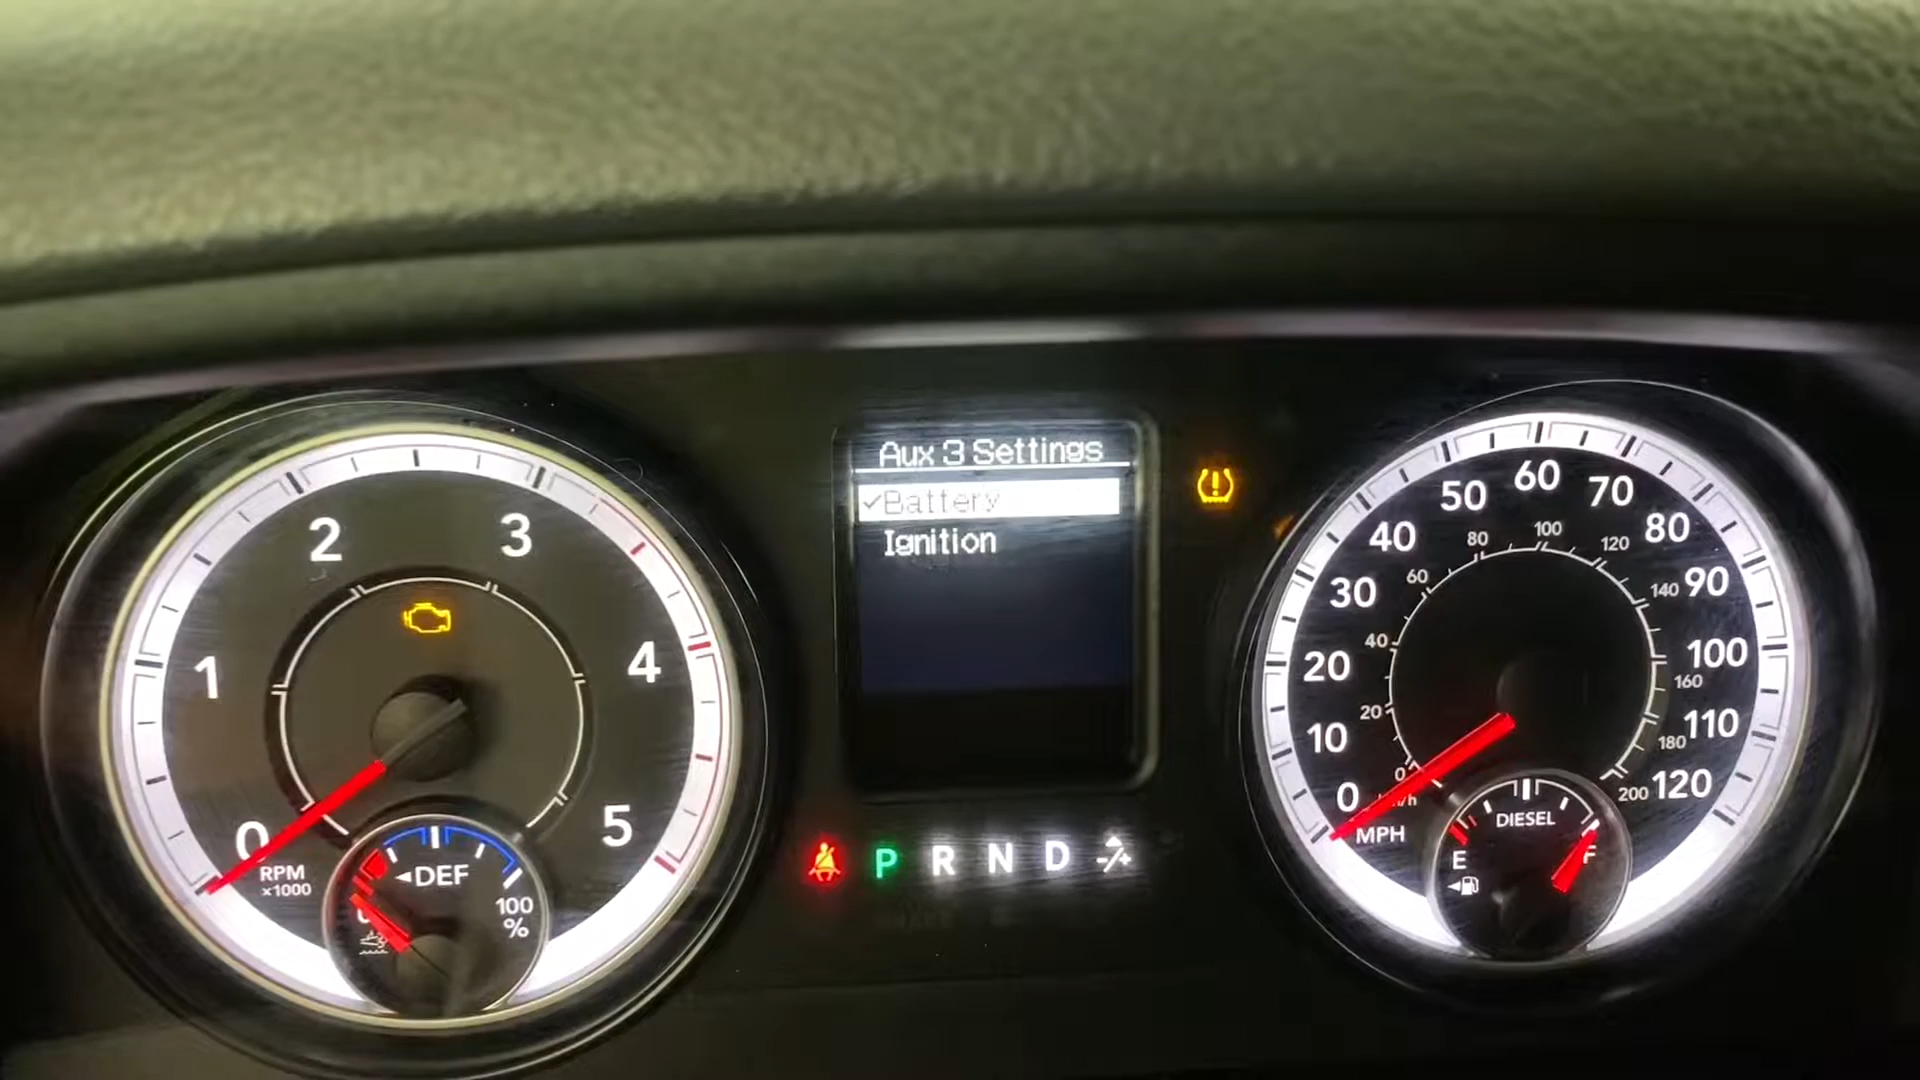 Aux 3 Settings
✓Battery
Ignition
0
1
2
3
4
5
RPM
x1000
◄DEF
100
%
P R N D
0
10
20
30
40
50
60
70
80
90
100
110
120
MPH
0
20
40
60
80
100
120
140
160
180
200
DIESEL
E
F